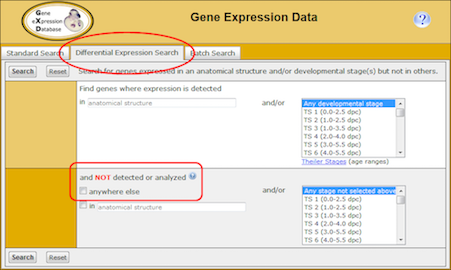 Gene
eXpression
Database
Gene Expression Data
?
Standard Search Differential Expression Search Batch Search
Search Reset Search for genes expressed in an anatomical structure and/or developmental stage(s) but not in others.
Find genes where expression is detected
in anatomical structure and/or Any developmental stage
TS 1 (0.0-2.5 dpc)
TS 2 (1.0-2.5 dpc)
TS 3 (1.0-3.5 dpc)
TS 4 (2.0-4.0 dpc)
TS 5 (3.0-5.5 dpc)
TS 6 (4.0-5.5 dpc)
Theiler Stages (age ranges)
and NOT detected or analyzed ?
anywhere else and/or Any stage not selected above
in anatomical structure TS 1 (0.0-2.5 dpc)
TS 2 (1.0-2.5 dpc)
TS 3 (1.0-3.5 dpc)
TS 4 (2.0-4.0 dpc)
TS 5 (3.0-5.5 dpc)
TS 6 (4.0-5.5 dpc)
Search Reset